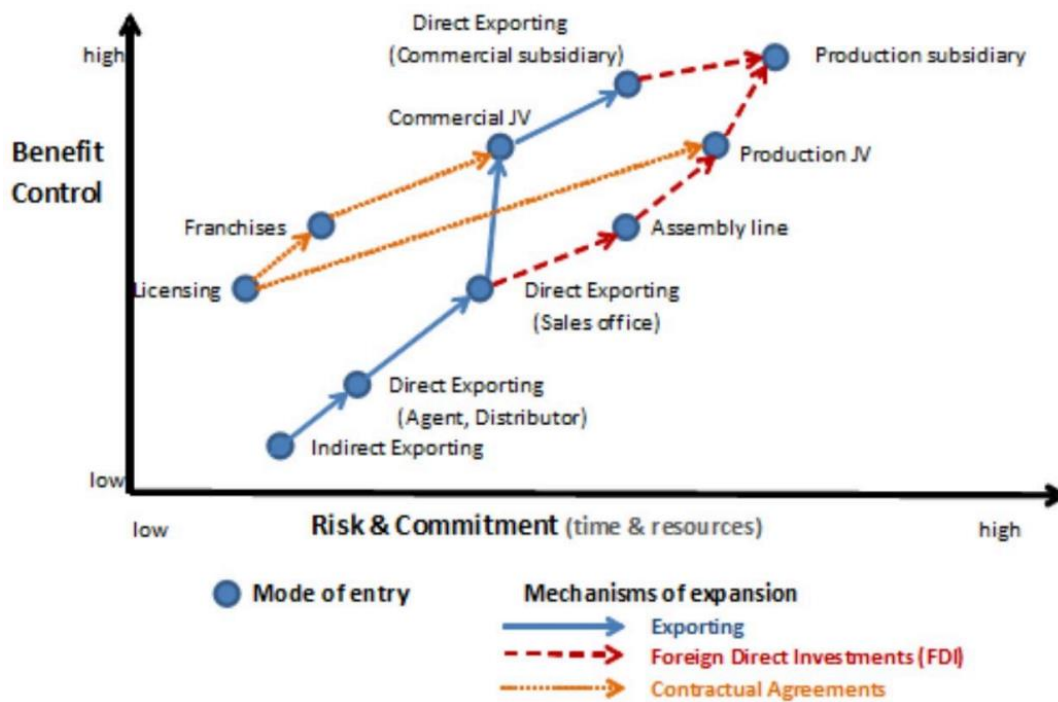 Direct Exporting
(Commercial subsidiary)
high
Production subsidiary
Commercial JV
Benefit
Control
Production JV
Franchises
Assembly line
Licensing
Direct Exporting
(Sales office)
Direct Exporting
(Agent, Distributor)
Indirect Exporting
low
low
Risk & Commitment (time & resources)
high
Mode of entry
Mechanisms of expansion
Exporting
Foreign Direct Investments (FDI)
Contractual Agreements